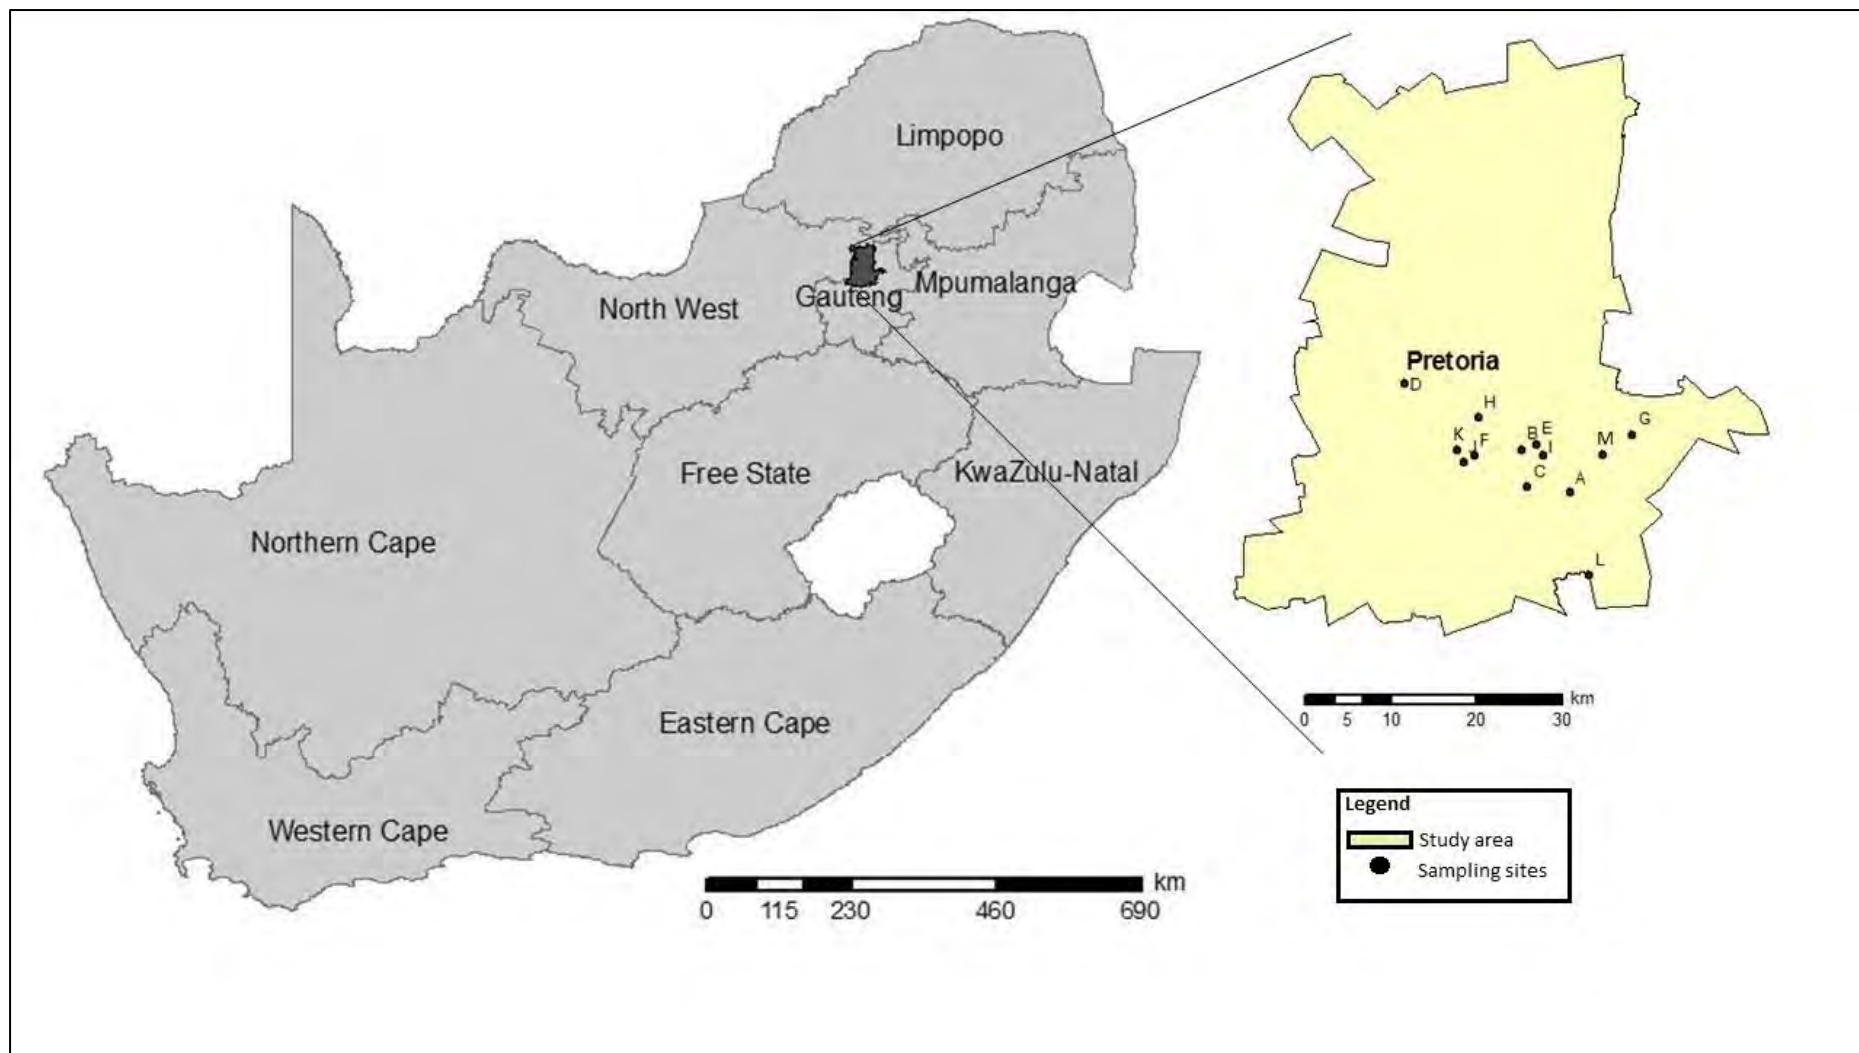 Limpopo
Mpumalanga
Gauteng
North West
Free State
KwaZulu-Natal
Northern Cape
Eastern Cape
Western Cape
km
0 115 230 460 690
Pretoria
D
H
G
E
B
M
K
F
J
I
C
A
L
km
0 5 10 20 30
Legend
Study area
Sampling sites